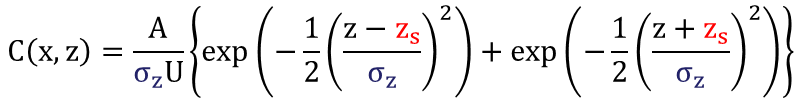 C(x, z) = A / (σ_z U) {exp (−1/2 ((z − z_s) / σ_z)^2) + exp (−1/2 ((z + z_s) / σ_z)^2)}